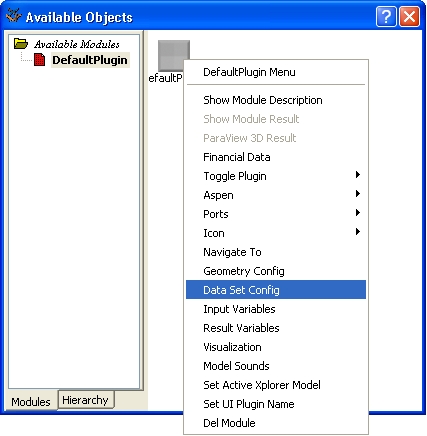 Available Objects
Available Modules
DefaultPlugin
efaultP
DefaultPlugin Menu
Show Module Description
Show Module Result
ParaView 3D Result
Financial Data
Toggle Plugin
Aspen
Ports
Icon
Navigate To
Geometry Config
Data Set Config
Input Variables
Result Variables
Visualization
Model Sounds
Set Active Xplorer Model
Set UI Plugin Name
Del Module
Modules
Hierarchy